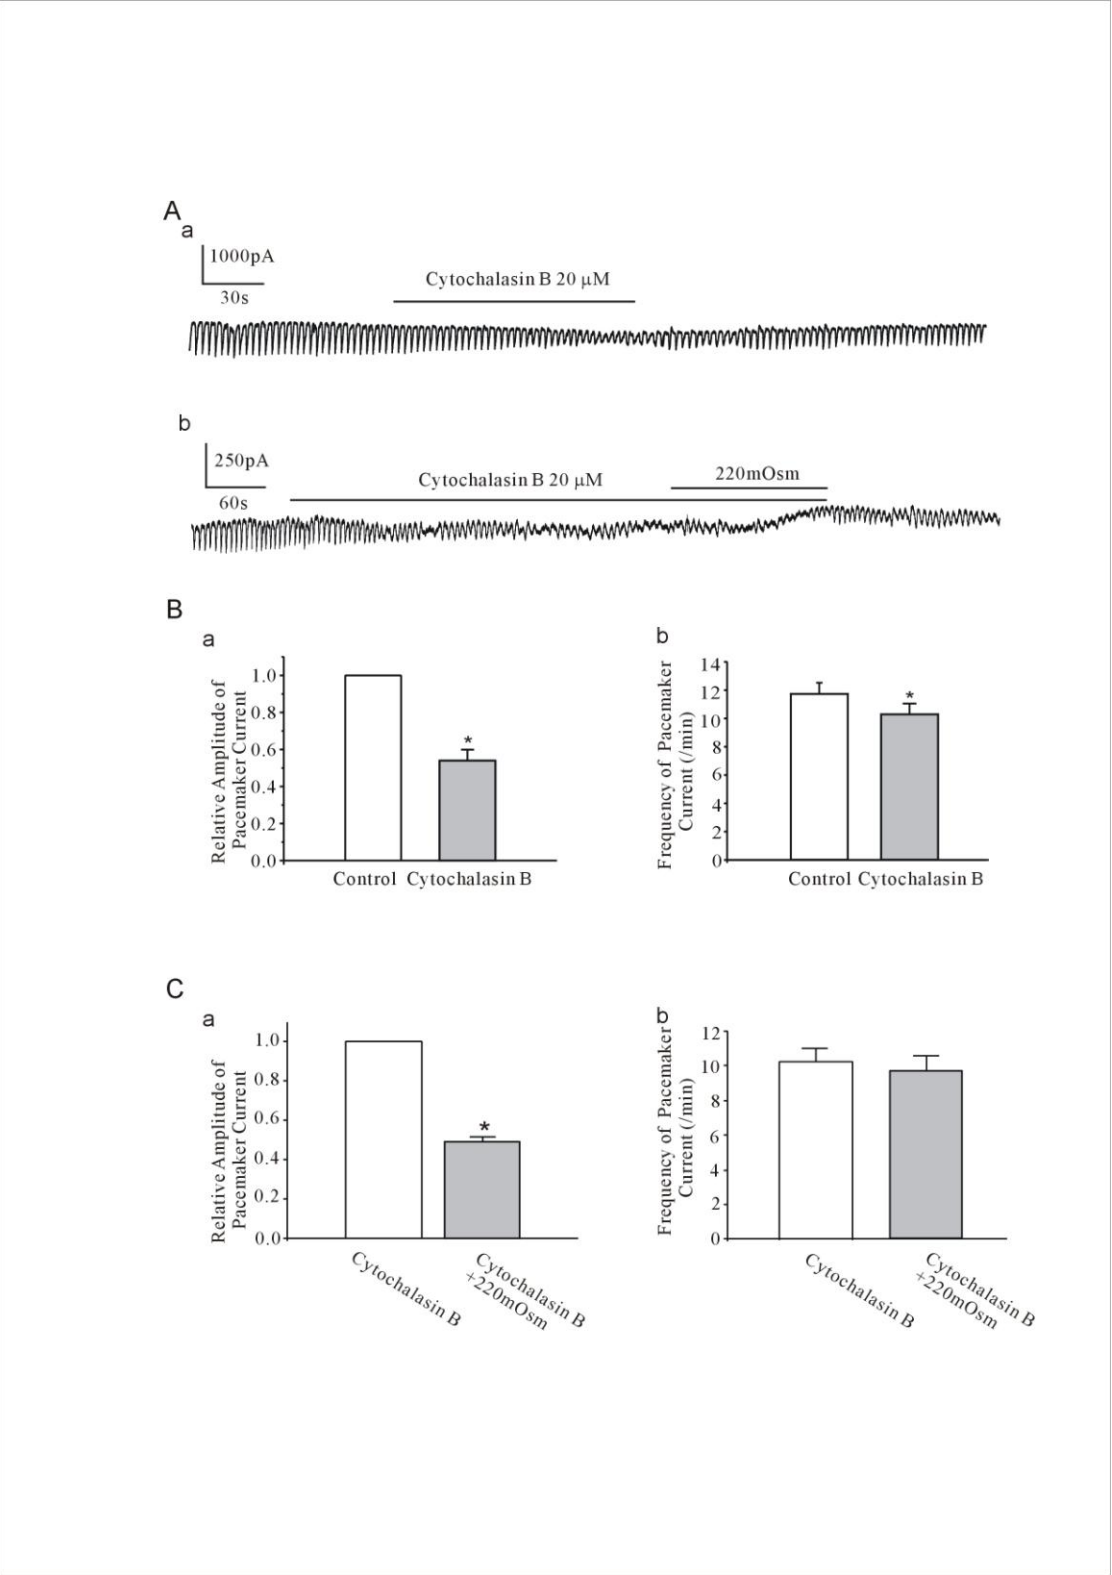 A
a
1000pA
30s
Cytochalasin B 20 μM
b
250pA
60s
Cytochalasin B 20 μM
220mOsm
B
a
Relative Amplitude of
Pacemaker Current
1.0
0.8
0.6
0.4
0.2
0.0
*
Control Cytochalasin B
b
Frequency of Pacemaker
Current (/min)
14
12
10
8
6
4
2
0
*
Control Cytochalasin B
C
a
Relative Amplitude of
Pacemaker Current
1.0
0.8
0.6
0.4
0.2
0.0
*
Cytochalasin B
Cytochalasin B
+220mOsm
b
Frequency of Pacemaker
Current (/min)
12
10
8
6
4
2
0
Cytochalasin B
Cytochalasin B
+220mOsm